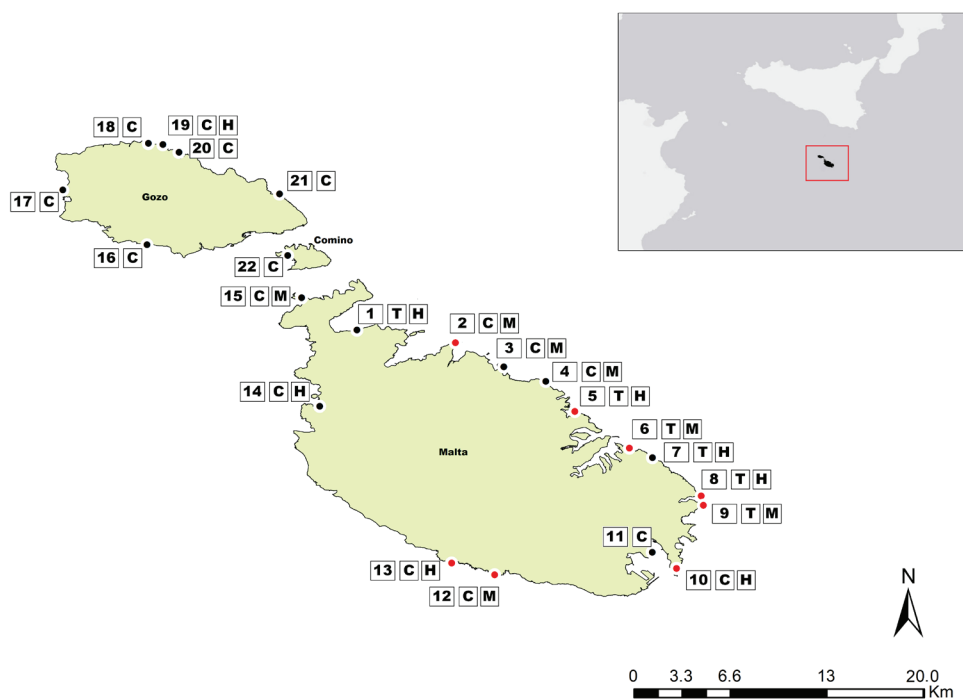 18 C
19 C H
20 C
21 C
17 C
Gozo
Comino
16 C
22 C
15 C M
1 T H
2 C M
3 C M
4 C M
14 C H
5 T H
6 T M
7 T H
Malta
8 T H
9 T M
11 C
13 C H
10 C H
12 C M
N
0 3.3 6.6 13 20.0
Km